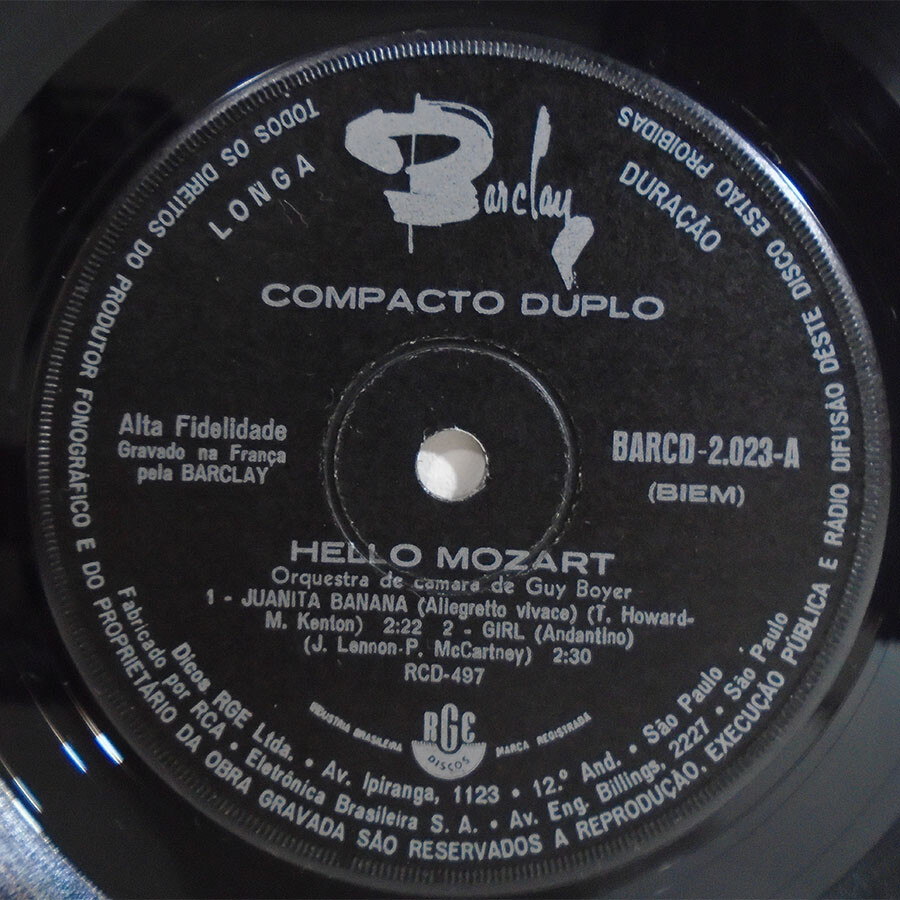 TODOS OS DIREITOS DO PRODUTOR FONOGRÁFICO E DO PROPRIETÁRIO DA OBRA GRAVADA SÃO RESERVADOS A REPRODUÇÃO, EXECUÇÃO PÚBLICA E RÁDIO DIFUSÃO DÊSTE DISCO ESTÃO PROIBIDAS
LONGA
Barclay
DURAÇÃO
COMPACTO DUPLO
Alta Fidelidade
Gravado na França
pela BARCLAY
BARCD-2.023-A
(BIEM)
HELLO MOZART
Orquestra de câmara de Guy Boyer
1 - JUANITA BANANA (Allegretto vivace) (T. Howard-
M. Kenton) 2:22 2 - GIRL (Andantino)
(J. Lennon-P. McCartney) 2:30
RCD-497
INDÚSTRIA BRASILEIRA
RGE
DISCOS
MARCA REGISTRADA
Dicos RGE Ltda. • Av. Ipiranga, 1123 • 12.º And. • São Paulo
Fabricado por RCA • Eletrônica Brasileira S. A. • Av. Eng. Billings, 2227 • São Paulo